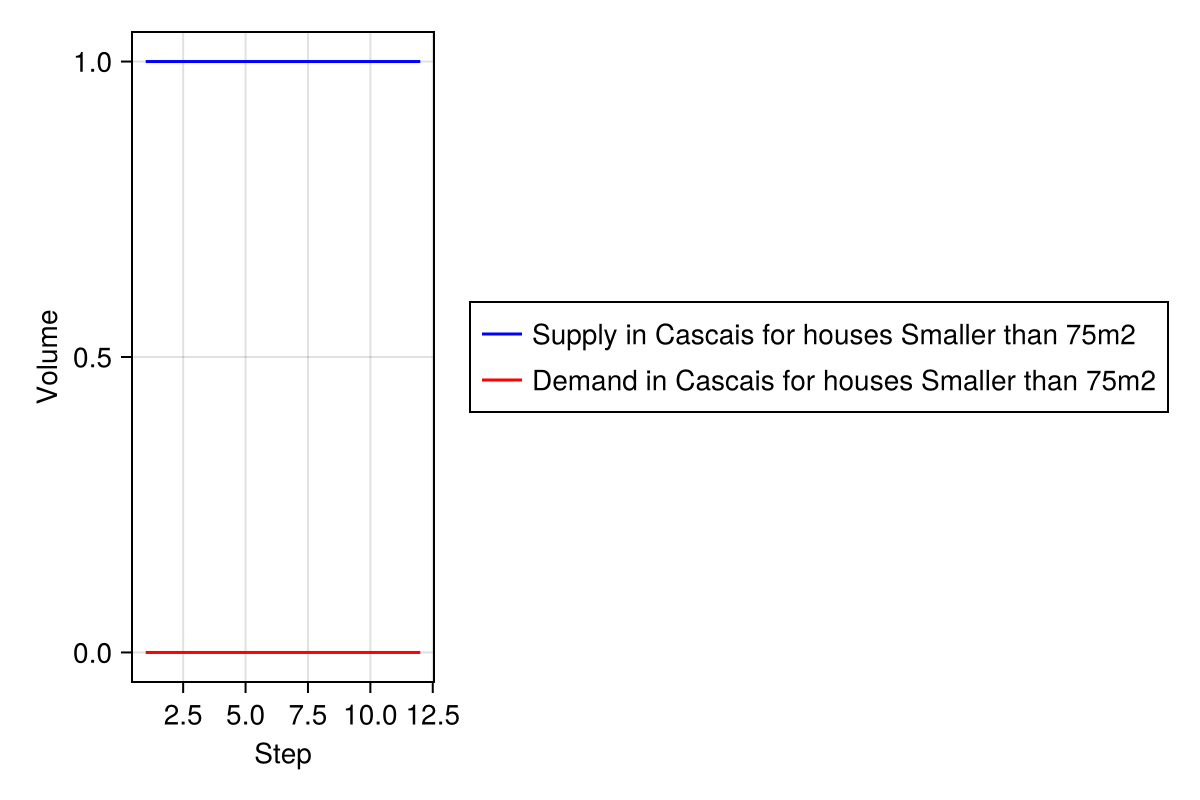 1.0
0.5
0.0
Volume
2.5 5.0 7.5 10.0 12.5
Step
Supply in Cascais for houses Smaller than 75m2
Demand in Cascais for houses Smaller than 75m2